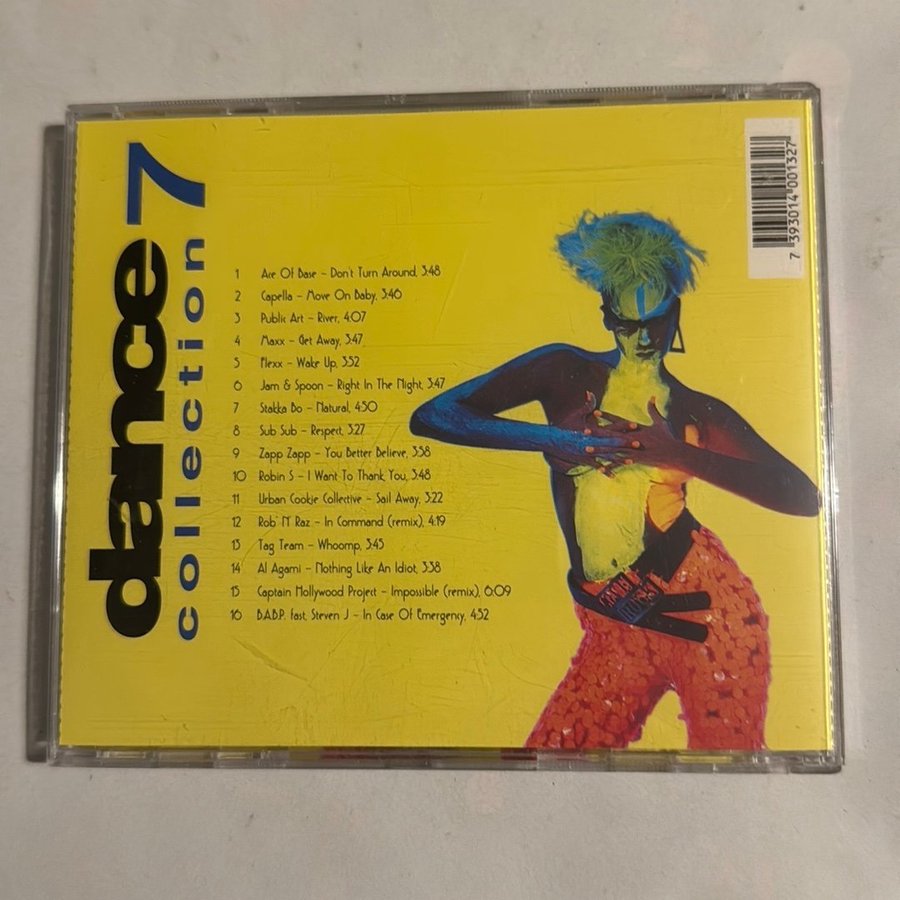 dance 7
collection
1 Ace Of Base – Don't Turn Around, 3:48
2 Capella – Move On Baby, 3:46
3 Public Art – River, 4:07
4 Maxx – Get Away, 3:47
5 Flexx – Wake Up, 3:52
6 Jam & Spoon – Right In The Night, 3:47
7 Stakka Bo – Natural, 4:50
8 Sub Sub – Respect, 3:27
9 Zapp Zapp – You Better Believe, 3:58
10 Robin S – I Want To Thank You, 3:48
11 Urban Cookie Collective – Sail Away, 3:22
12 Rob' N' Raz – In Command (remix), 4:19
13 Tag Team – Whoomp, 3:45
14 Al Agami – Nothing Like An Idiot, 3:38
15 Captain Hollywood Project – Impossible (remix), 6:09
16 D.A.D.P. fast. Steven J – In Case Of Emergency, 4:52
7 393014 001327